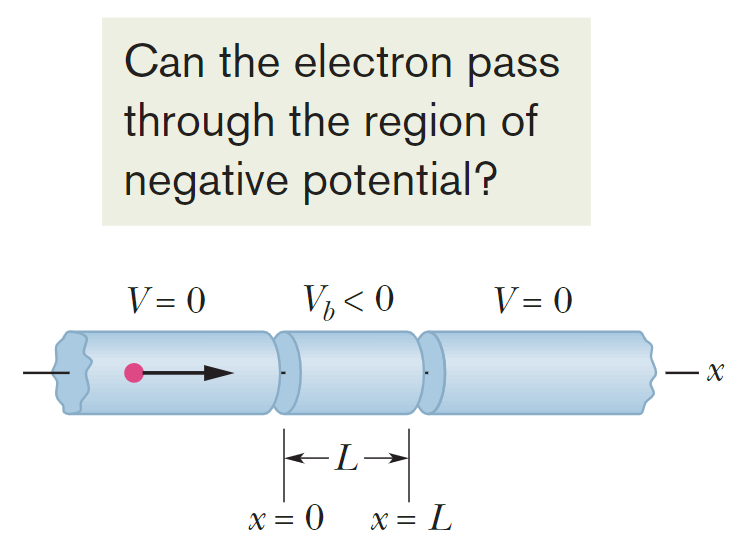 Can the electron pass
through the region of
negative potential?
V = 0
V_b < 0
V = 0
x
L
x = 0
x = L